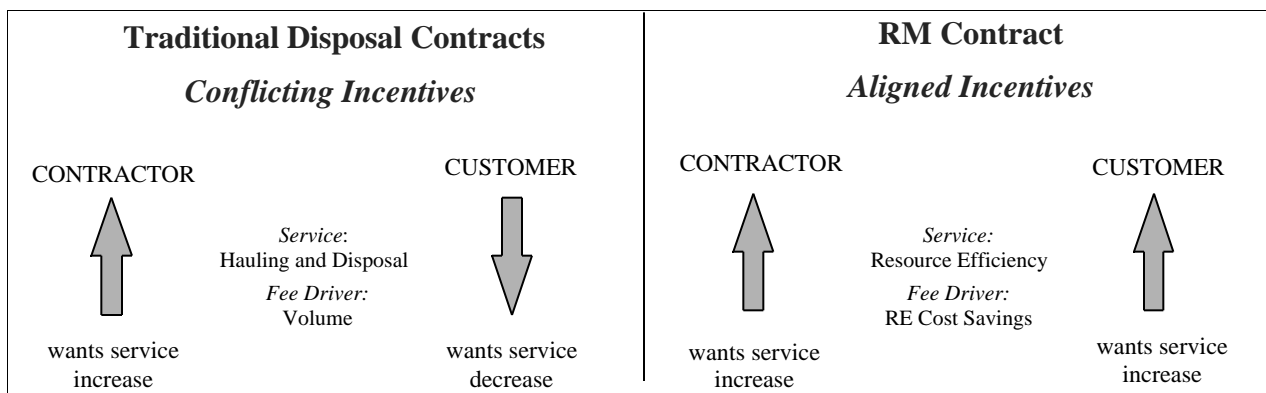 Traditional Disposal Contracts
Conflicting Incentives
CONTRACTOR
CUSTOMER
Service:
Hauling and Disposal
Fee Driver:
Volume
wants service
increase
wants service
decrease
RM Contract
Aligned Incentives
CONTRACTOR
CUSTOMER
Service:
Resource Efficiency
Fee Driver:
RE Cost Savings
wants service
increase
wants service
increase